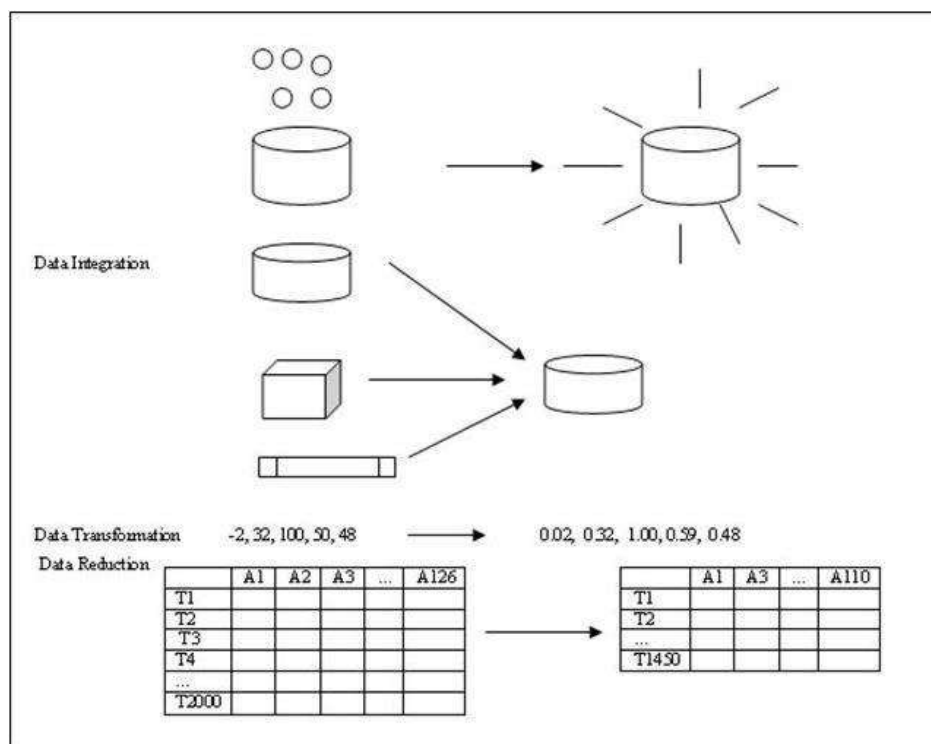 Data Integration
Data Transformation -2, 32, 100, 50, 48 0.02, 0.32, 1.00, 0.59, 0.48
Data Reduction
A1 A2 A3 ... A126
T1
T2
T3
T4
...
T2000
A1 A3 ... A110
T1
T2
...
T1450